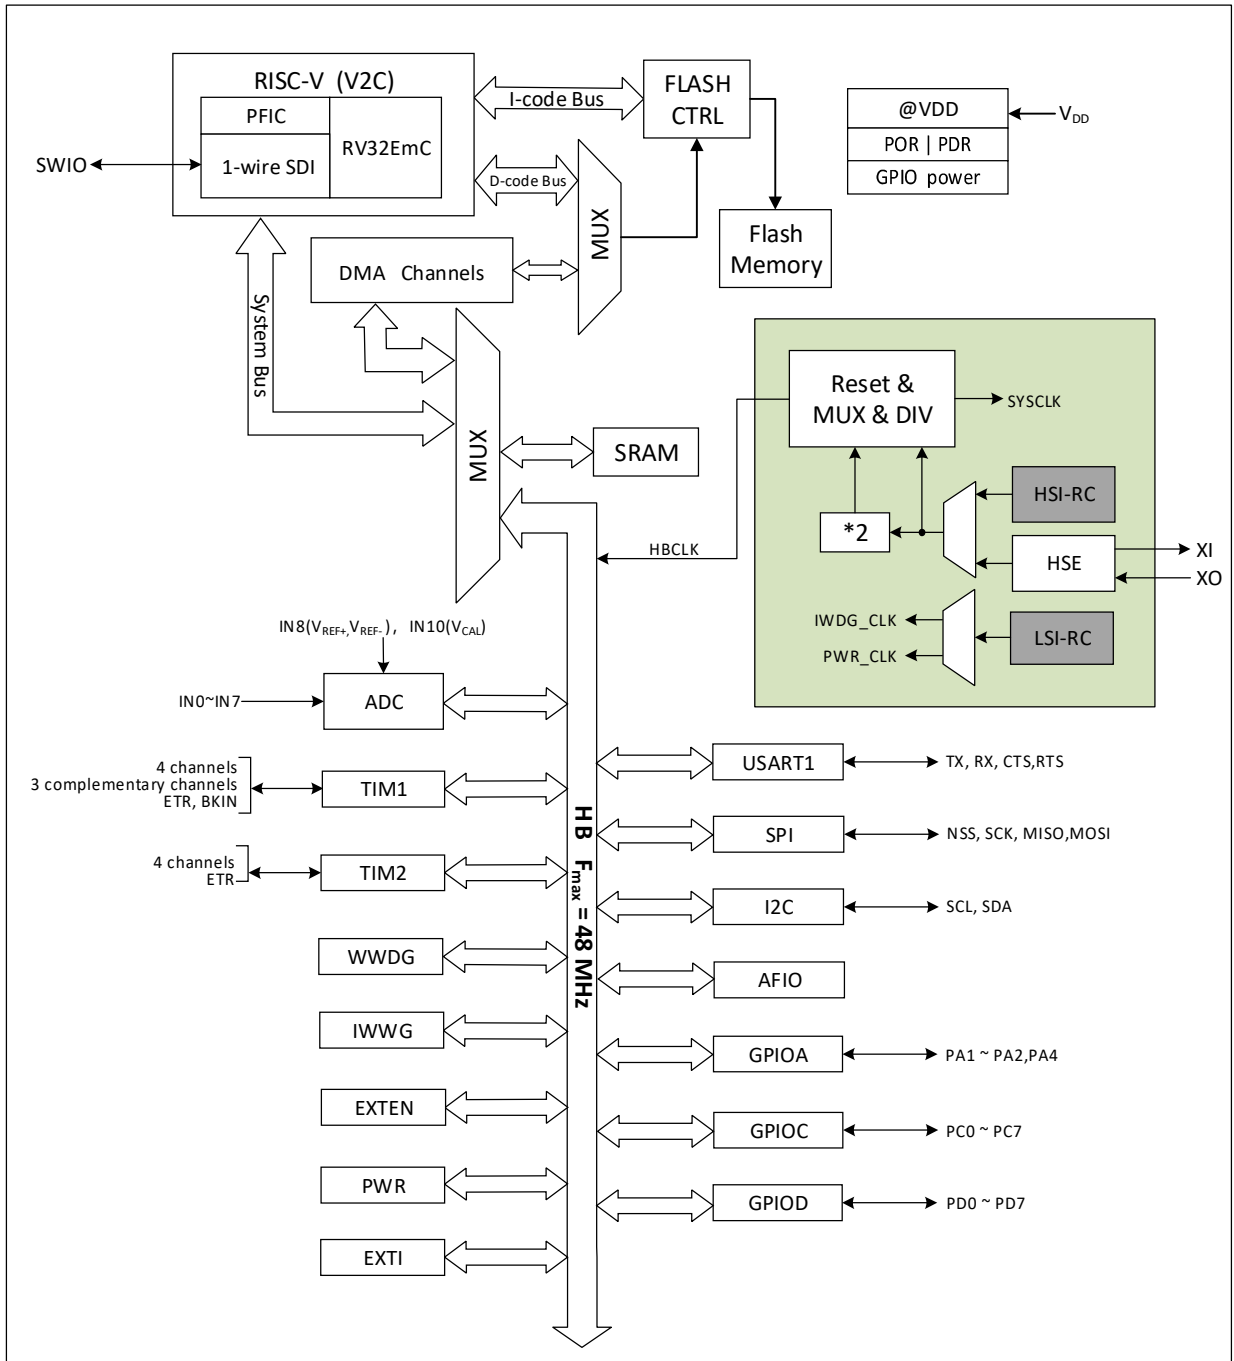 RISC-V (V2C)
PFIC
1-wire SDI
RV32EmC
SWIO
I-code Bus
D-code Bus
FLASH
CTRL
Flash
Memory
MUX
DMA Channels
System Bus
MUX
SRAM
@VDD
POR | PDR
GPIO power
VDD
Reset &
MUX & DIV
SYSCLK
HSI-RC
*2
HSE
XI
XO
HBCLK
IWDG_CLK
PWR_CLK
LSI-RC
IN8(VREF+,VREF-), IN10(VCAL)
IN0~IN7
ADC
4 channels
3 complementary channels
ETR, BKIN
TIM1
4 channels
ETR
TIM2
WWDG
IWWG
EXTEN
PWR
EXTI
HB Fmax = 48 MHz
USART1
TX, RX, CTS,RTS
SPI
NSS, SCK, MISO,MOSI
I2C
SCL, SDA
AFIO
GPIOA
PA1 ~ PA2,PA4
GPIOC
PC0 ~ PC7
GPIOD
PD0 ~ PD7